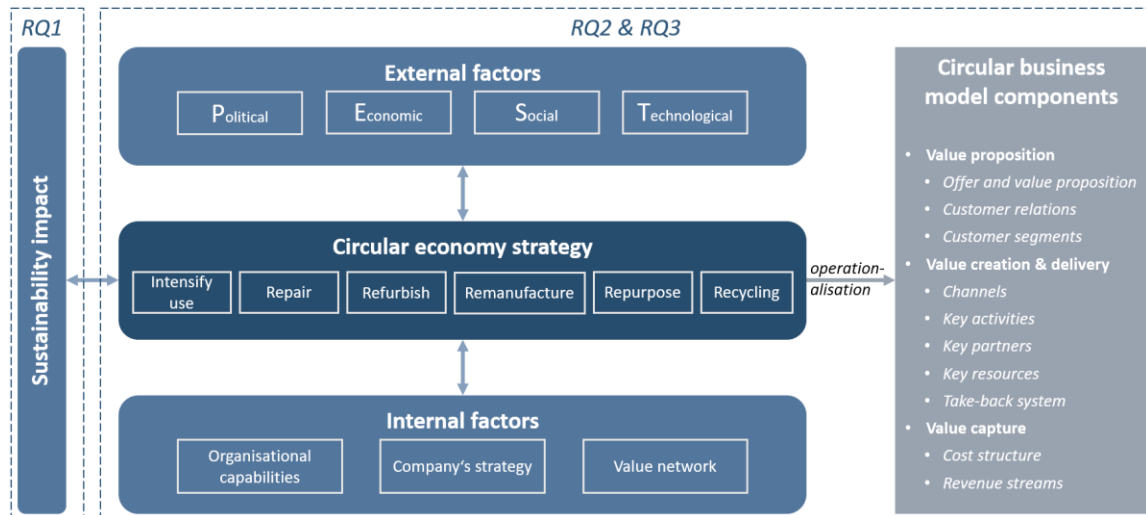 RQ1
RQ2 & RQ3
Sustainability impact
External factors
Political
Economic
Social
Technological
Circular economy strategy
Intensify
use
Repair
Refurbish
Remanufacture
Repurpose
Recycling
operation-
alisation
Internal factors
Organisational
capabilities
Company‘s strategy
Value network
Circular business
model components
• Value proposition
• Offer and value proposition
• Customer relations
• Customer segments
• Value creation & delivery
• Channels
• Key activities
• Key partners
• Key resources
• Take-back system
• Value capture
• Cost structure
• Revenue streams